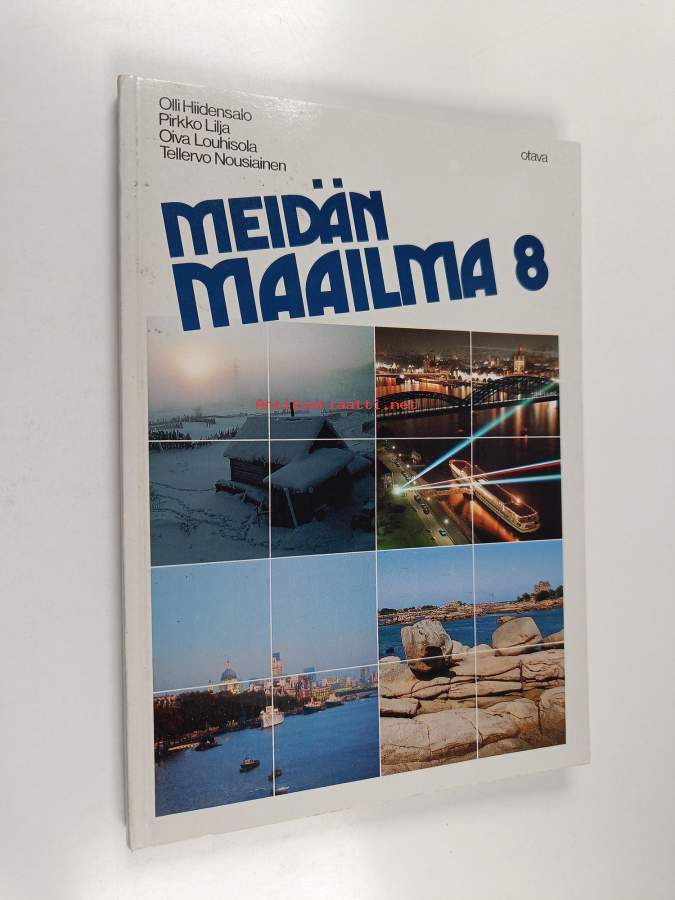 Olli Hiidensalo
Pirkko Lilja
Oiva Louhisola
Tellervo Nousiainen
otava
MEIDÄN
MAAILMA 8
Antikvariaatti.net